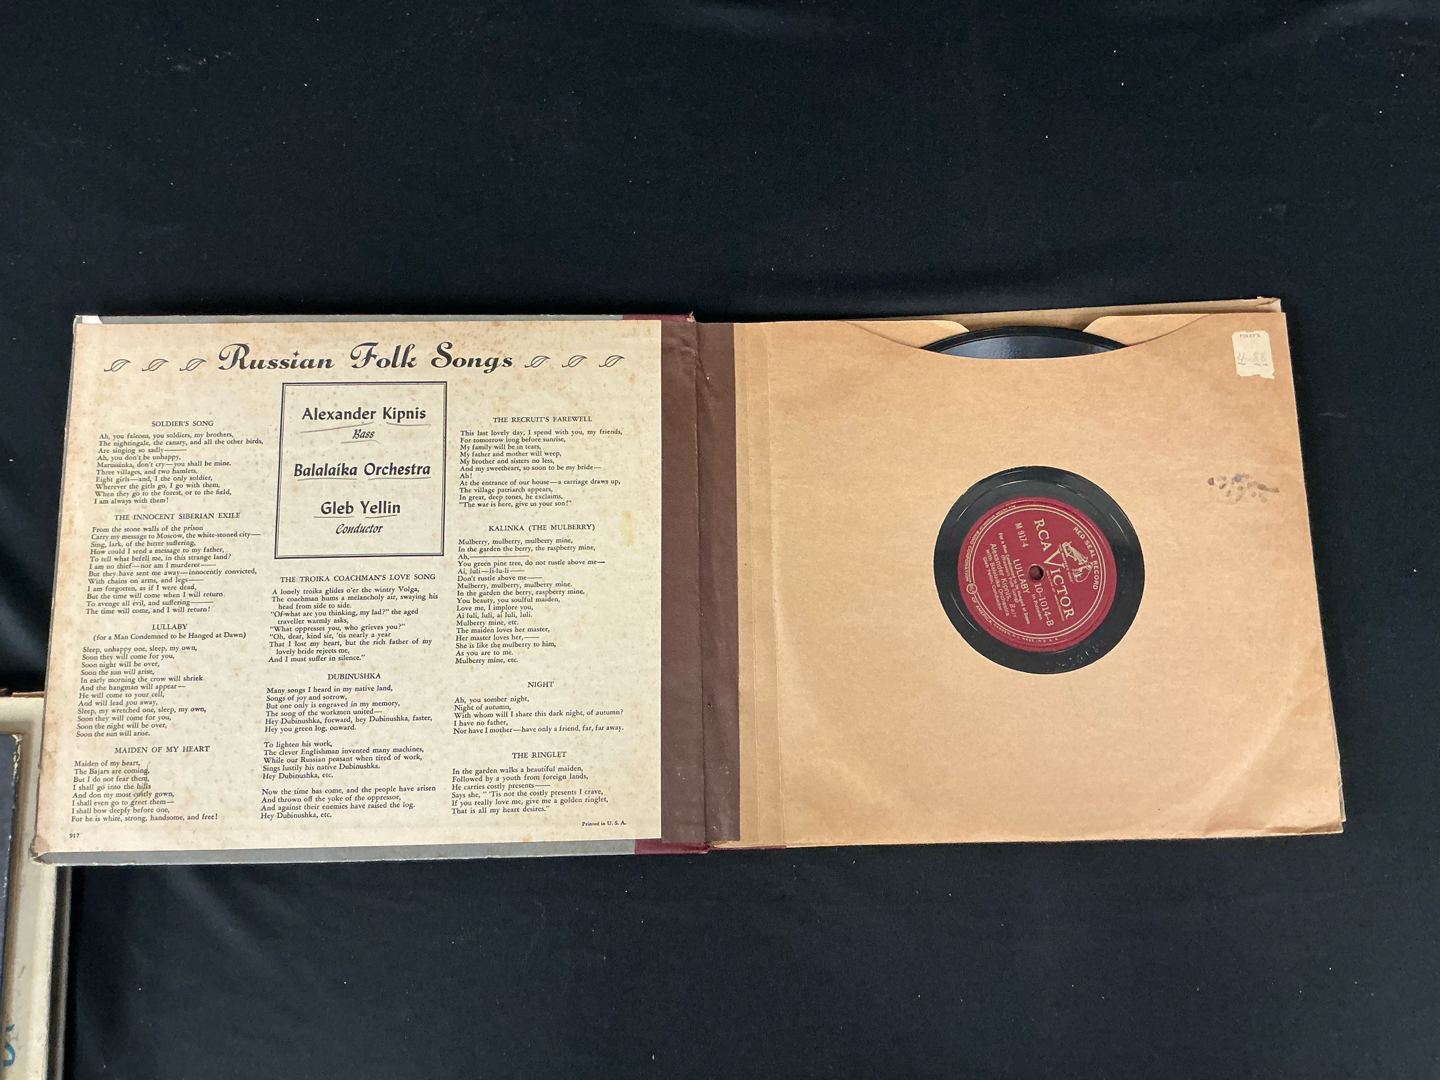 Russian Folk Songs
Alexander Kipnis
Bass
Balalaika Orchestra
Gleb Yellin
Conductor
SOLDIER'S SONG
Ah, you falcons, you soldiers, my brothers,
The nightingale, the canary, and all the other birds,
Are singing so sadly——
Ah, you don't be unhappy,
Marusinka, don't cry—you shall be mine.
Three villages, and two hamlets,
Eight girls—and, I the only soldier,
Wherever the girls go, I go with them,
When they go to the forest, or to the field,
I am always with them!
THE INNOCENT SIBERIAN EXILE
From the stone walls of the prison
Carry my message to Moscow, the white-stoned city—
Sing, lark, of the bitter suffering,
How could I send a message to my father,
To tell what befell me, in this strange land?
I am no thief—nor am I murderer——
But they have sent me away—innocently convicted,
With chains on arms, and legs——
I am forgotten, as if I were dead,
But the time will come when I will return
To avenge all evil, and suffering——
The time will come, and I will return!
LULLABY
(for a Man Condemned to be Hanged at Dawn)
Sleep, unhappy one, sleep, my own,
Soon they will come for you,
Soon night will be over,
Soon the sun will arise,
In early morning the crow will shriek
And the hangman will appear—
He will come to your cell,
And will lead you away,
Sleep, my wretched one, sleep, my own,
Soon they will come for you,
Soon the night will be over,
Soon the sun will arise.
MAIDEN OF MY HEART
Maiden of my heart,
The Bajars are coming,
But I do not fear them,
I shall go into the hills
And don my most costly gown,
I shall even go to greet them—
I shall bow deeply before one,
For he is white, strong, handsome, and free!
917
THE TROIKA COACHMAN'S LOVE SONG
A lonely troika glides o'er the wintry Volga,
The coachman hums a melancholy air, swaying his
head from side to side.
"Of what are you thinking, my lad?" the aged
traveller warmly asks,
"What oppresses you, who grieves you?"
"Oh, dear, kind sir, 'tis nearly a year
That I lost my heart, but the rich father of my
lovely bride rejects me,
And I must suffer in silence."
DUBINUSHKA
Many songs I heard in my native land,
Songs of joy and sorrow,
But one only is engraved in my memory,
The song of the workmen united—
Hey Dubinushka, forward, hey Dubinushka, faster,
Hey you green log, onward.
To lighten his work,
The clever Englishman invented many machines,
While our Russian peasant when tired of work,
Sings lustily his native Dubinushka.
Hey Dubinushka, etc.
Now the time has come, and the people have arisen
And thrown off the yoke of the oppressor,
And against their enemies have raised the log.
Hey Dubinushka, etc.
THE RECRUIT'S FAREWELL
This last lovely day, I spend with you, my friends,
For tomorrow long before sunrise,
My family will be in tears,
My father and mother will weep,
My brother and sisters no less,
And my sweetheart, so soon to be my bride—
Ah!
At the entrance of our house—a carriage draws up,
The village patriarch appears,
In great, deep tones, he exclaims,
"The war is here, give us your son!"
KALINKA (THE MULBERRY)
Mulberry, mulberry, mulberry mine,
In the garden the berry, the raspberry mine,
Ah,————
You green pine tree, do not rustle above me—
Ai, luli—li-lu-li——
Don't rustle above me——
Mulberry, mulberry, mulberry mine.
In the garden the berry, raspberry mine,
You beauty, you soulful maiden,
Love me, I implore you,
Ai luli, luli, ai luli, luli.
Mulberry mine, etc.
The maiden loves her master,
Her master loves her,——
She is like the mulberry to him,
As you are to me.
Mulberry mine, etc.
NIGHT
Ah, you somber night,
Night of autumn,
With whom will I share this dark night, of autumn?
I have no father,
Nor have I mother—have only a friend, far, far away.
THE RINGLET
In the garden walks a beautiful maiden,
Followed by a youth from foreign lands,
He carries costly presents——
Says she, "'Tis not the costly presents I crave,
If you really love me, give me a golden ringlet,
That is all my heart desires."
Printed in U. S. A.
FOLEY'S
RED SEAL RECORD
RCA VICTOR
M 917-4
10-1014-B
LULLABY
Alexander Kipnis, Bass
with Balalaika Orchestra
Gleb Yellin, Conductor